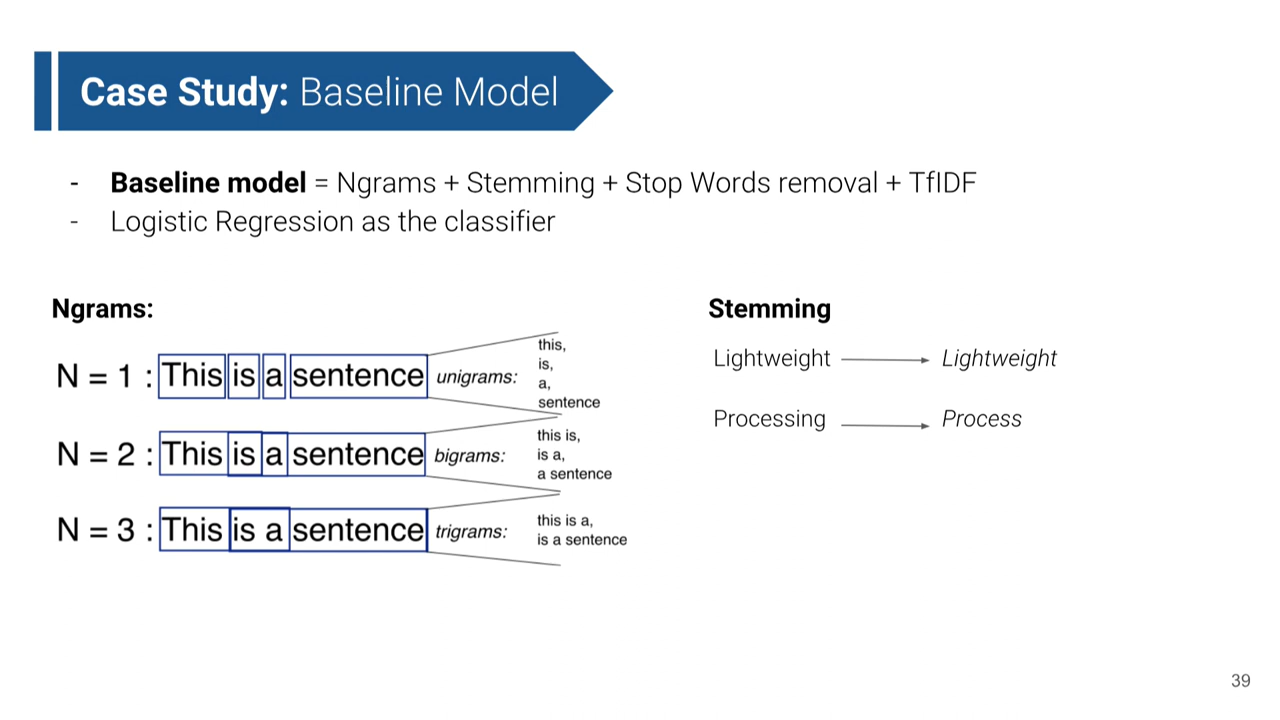 Case Study: Baseline Model
- Baseline model = Ngrams + Stemming + Stop Words removal + TfIDF
- Logistic Regression as the classifier
Ngrams:
N = 1 : This is a sentence unigrams:
this,
is,
a,
sentence
N = 2 : This is a sentence bigrams:
this is,
is a,
a sentence
N = 3 : This is a sentence trigrams:
this is a,
is a sentence
Stemming
Lightweight Lightweight
Processing Process
39